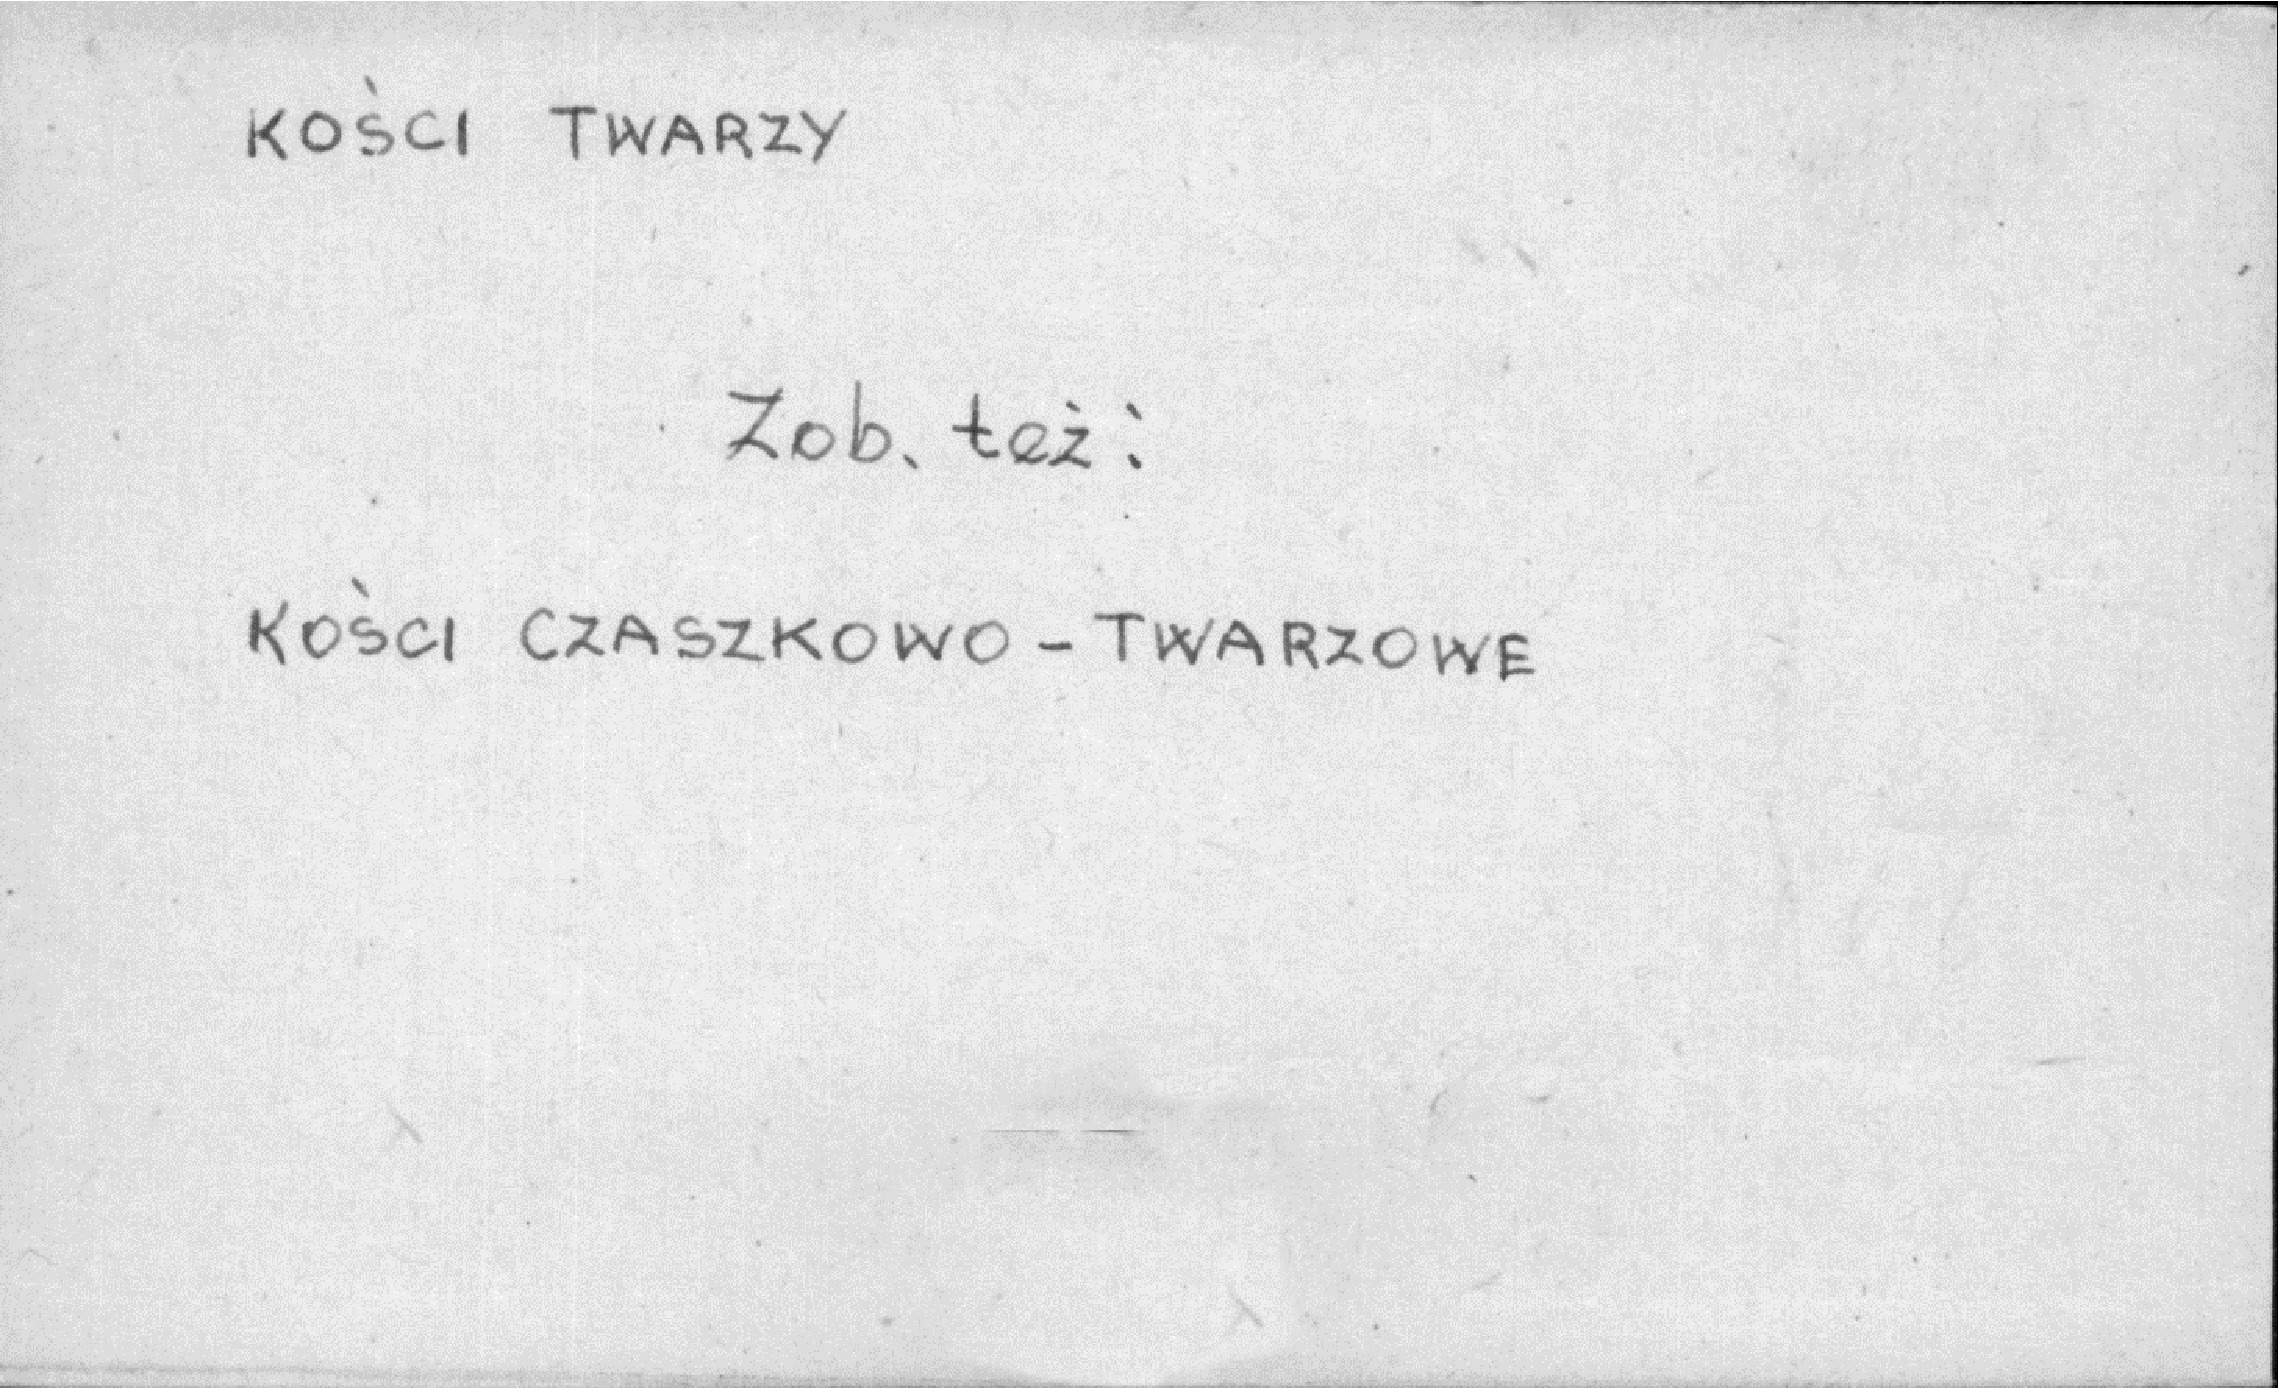 KOŚCI TWARZY
Zob. też:
KOŚCI CZASZKOWO-TWARZOWE